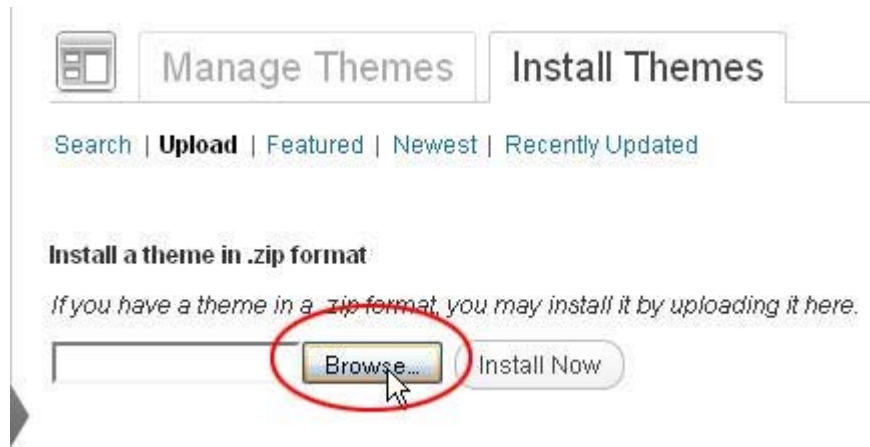 Manage Themes Install Themes
Search | Upload | Featured | Newest | Recently Updated
Install a theme in .zip format
If you have a theme in a .zip format, you may install it by uploading it here.
Browse... Install Now